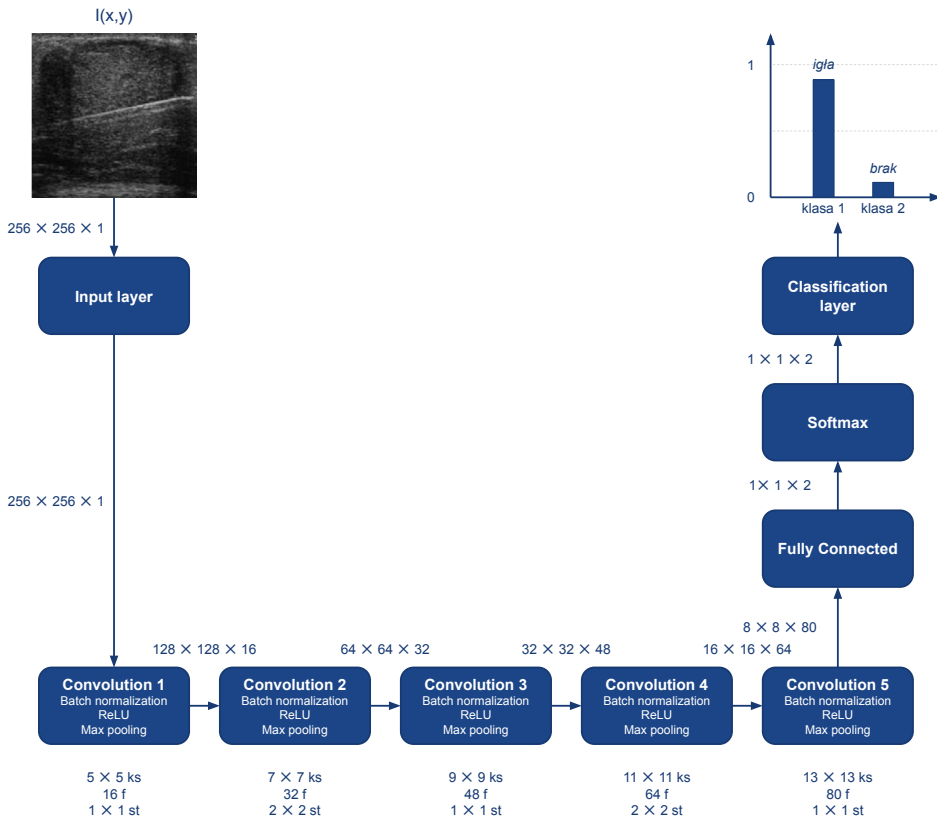 I(x,y)
256 × 256 × 1
Input layer
256 × 256 × 1
Convolution 1
Batch normalization
ReLU
Max pooling
5 × 5 ks
16 f
1 × 1 st
128 × 128 × 16
Convolution 2
Batch normalization
ReLU
Max pooling
7 × 7 ks
32 f
2 × 2 st
64 × 64 × 32
Convolution 3
Batch normalization
ReLU
Max pooling
9 × 9 ks
48 f
1 × 1 st
32 × 32 × 48
Convolution 4
Batch normalization
ReLU
Max pooling
11 × 11 ks
64 f
2 × 2 st
16 × 16 × 64
Convolution 5
Batch normalization
ReLU
Max pooling
13 × 13 ks
80 f
1 × 1 st
8 × 8 × 80
Fully Connected
1× 1 × 2
Softmax
1 × 1 × 2
Classification
layer
1
0
igła
brak
klasa 1
klasa 2